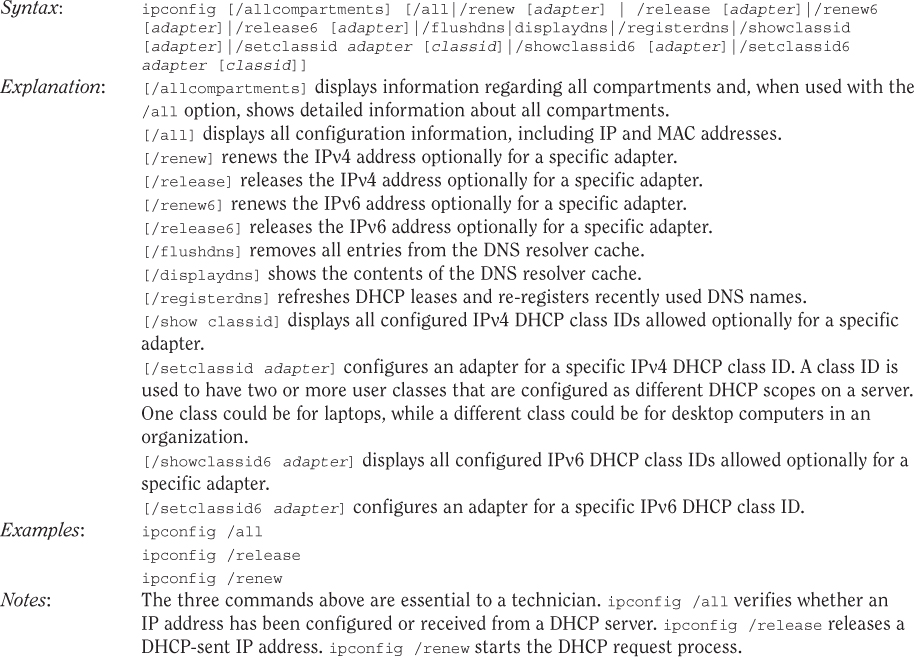 Syntax: ipconfig [/allcompartments] [/all|/renew [adapter] | /release [adapter]|/renew6
[adapter]|/release6 [adapter]|/flushdns|displaydns|/registerdns|/showclassid
[adapter]|/setclassid adapter [classid]|/showclassid6 [adapter]|/setclassid6
adapter [classid]]
Explanation: [/allcompartments] displays information regarding all compartments and, when used with the
/all option, shows detailed information about all compartments.
[/all] displays all configuration information, including IP and MAC addresses.
[/renew] renews the IPv4 address optionally for a specific adapter.
[/release] releases the IPv4 address optionally for a specific adapter.
[/renew6] renews the IPv6 address optionally for a specific adapter.
[/release6] releases the IPv6 address optionally for a specific adapter.
[/flushdns] removes all entries from the DNS resolver cache.
[/displaydns] shows the contents of the DNS resolver cache.
[/registerdns] refreshes DHCP leases and re-registers recently used DNS names.
[/show classid] displays all configured IPv4 DHCP class IDs allowed optionally for a specific
adapter.
[/setclassid adapter] configures an adapter for a specific IPv4 DHCP class ID. A class ID is
used to have two or more user classes that are configured as different DHCP scopes on a server.
One class could be for laptops, while a different class could be for desktop computers in an
organization.
[/showclassid6 adapter] displays all configured IPv6 DHCP class IDs allowed optionally for a
specific adapter.
[/setclassid6 adapter] configures an adapter for a specific IPv6 DHCP class ID.
Examples: ipconfig /all
ipconfig /release
ipconfig /renew
Notes: The three commands above are essential to a technician. ipconfig /all verifies whether an
IP address has been configured or received from a DHCP server. ipconfig /release releases a
DHCP-sent IP address. ipconfig /renew starts the DHCP request process.